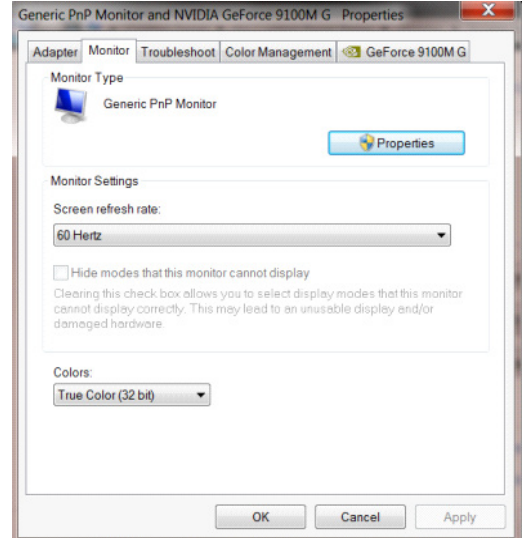 Generic PnP Monitor and NVIDIA GeForce 9100M G Properties
Adapter Monitor Troubleshoot Color Management GeForce 9100M G
Monitor Type
Generic PnP Monitor
Properties
Monitor Settings
Screen refresh rate:
60 Hertz
Hide modes that this monitor cannot display
Clearing this check box allows you to select display modes that this monitor
cannot display correctly. This may lead to an unusable display and/or
damaged hardware.
Colors:
True Color (32 bit)
OK Cancel Apply